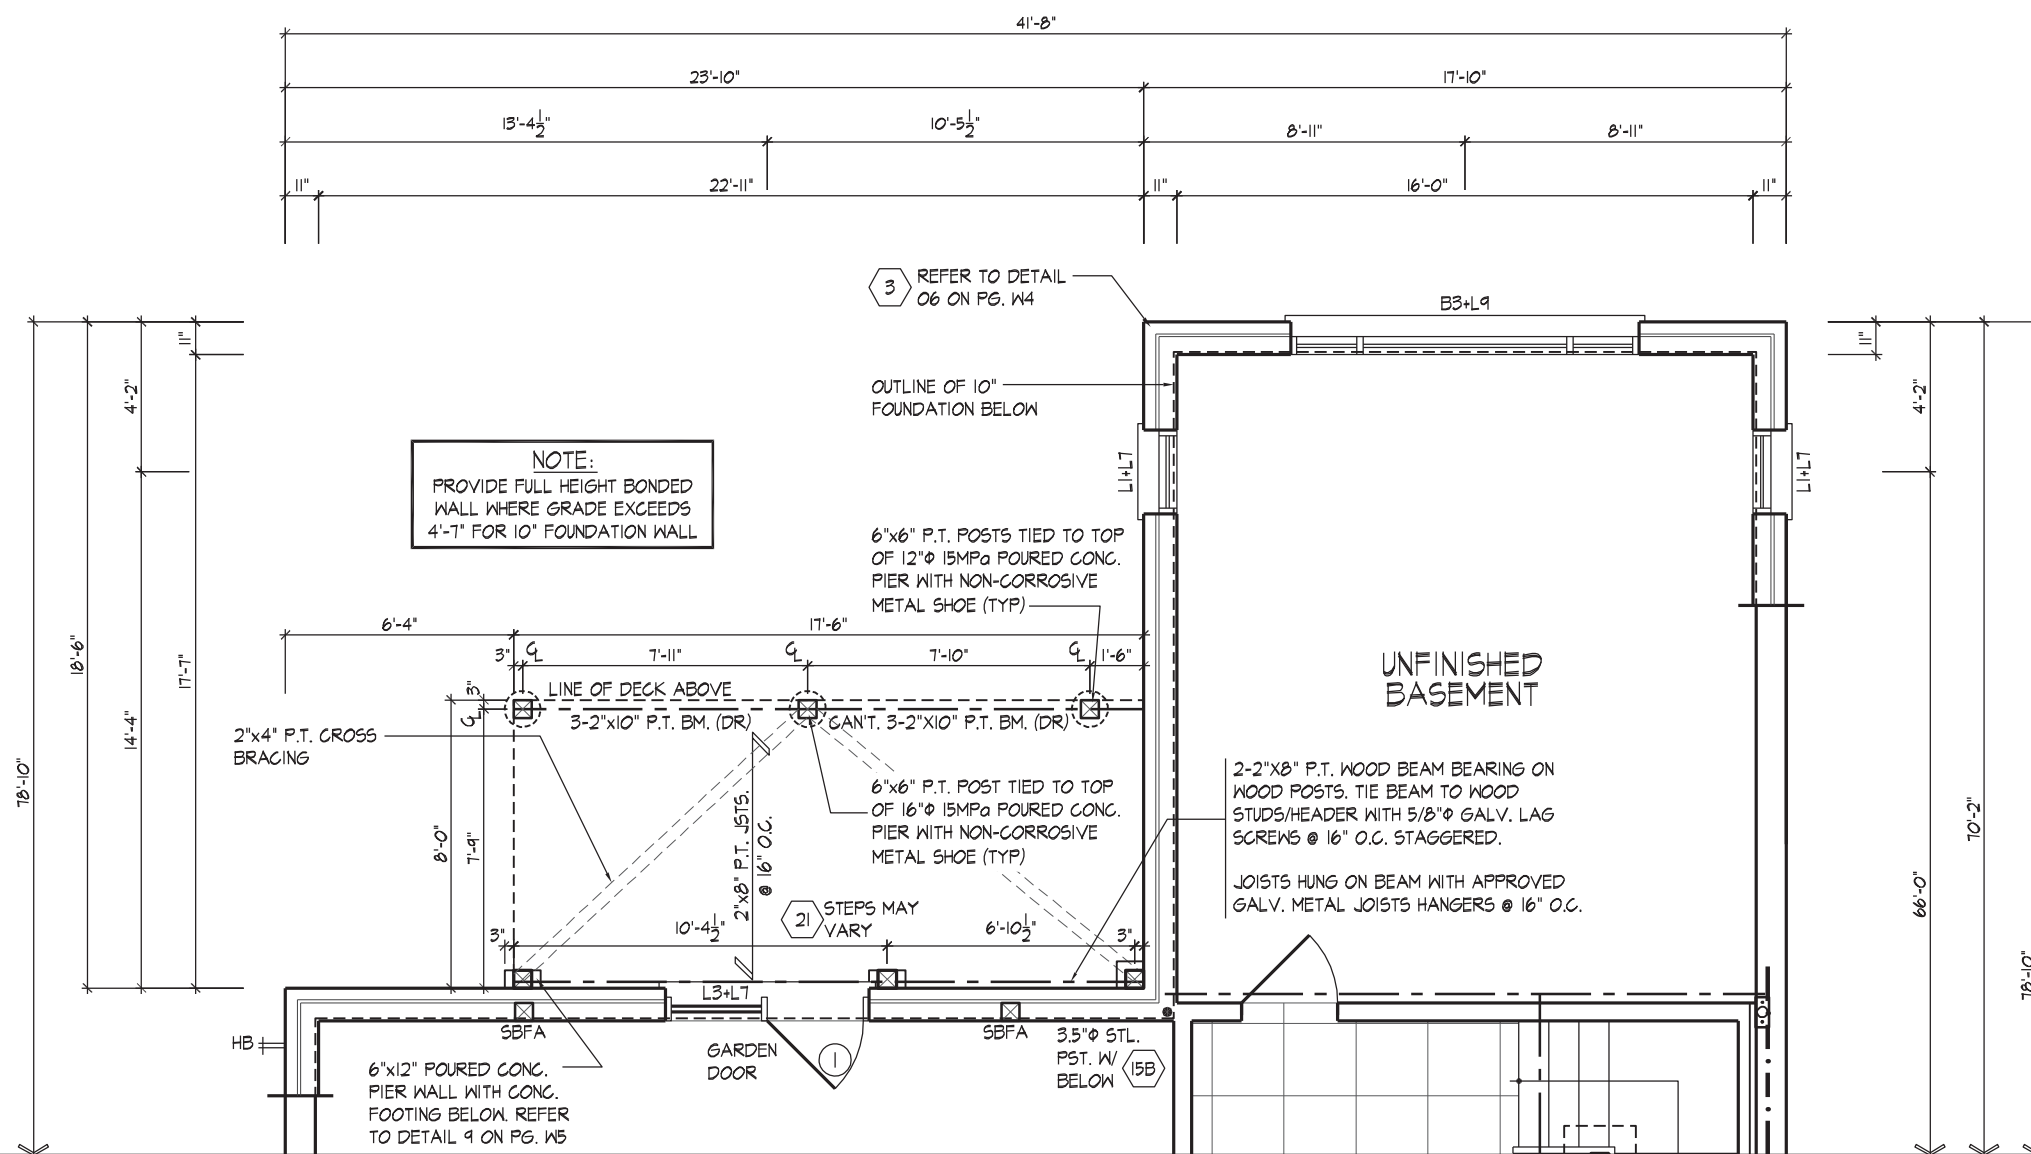 41'-8"
23'-10"
17'-10"
13'-4 1/2"
10'-5 1/2"
8'-11"
8'-11"
11"
22'-11"
11"
16'-0"
11"
3
REFER TO DETAIL
06 ON PG. W4
B3+L9
11"
4'-2"
18'-6"
17'-7"
14'-4"
78'-10"
11"
4'-2"
66'-0"
70'-2"
78'-10"
OUTLINE OF 10"
FOUNDATION BELOW
L1+L7
L1+L7
NOTE:
PROVIDE FULL HEIGHT BONDED
WALL WHERE GRADE EXCEEDS
4'-7" FOR 10" FOUNDATION WALL
6"x6" P.T. POSTS TIED TO TOP
OF 12"Φ 15MPa POURED CONC.
PIER WITH NON-CORROSIVE
METAL SHOE (TYP)
6'-4"
17'-6"
3"
℄
7'-11"
℄
7'-10"
℄
1'-6"
3"
℄
LINE OF DECK ABOVE
3-2"x10" P.T. BM. (DR)
CAN'T. 3-2"X10" P.T. BM. (DR)
UNFINISHED
BASEMENT
2"x4" P.T. CROSS
BRACING
8'-0"
7'-9"
2"x8" P.T. JSTS.
@ 16" O.C.
6"x6" P.T. POST TIED TO TOP
OF 16"Φ 15MPa POURED CONC.
PIER WITH NON-CORROSIVE
METAL SHOE (TYP)
2-2"X8" P.T. WOOD BEAM BEARING ON
WOOD POSTS. TIE BEAM TO WOOD
STUDS/HEADER WITH 5/8"Φ GALV. LAG
SCREWS @ 16" O.C. STAGGERED.
JOISTS HUNG ON BEAM WITH APPROVED
GALV. METAL JOISTS HANGERS @ 16" O.C.
21
STEPS MAY
VARY
3"
10'-4 1/2"
6'-10 1/2"
3"
L3+L7
SBFA
SBFA
HB
GARDEN
DOOR
1
3.5"Φ STL.
PST. W/
BELOW
15B
6"x12" POURED CONC.
PIER WALL WITH CONC.
FOOTING BELOW. REFER
TO DETAIL 9 ON PG. W5